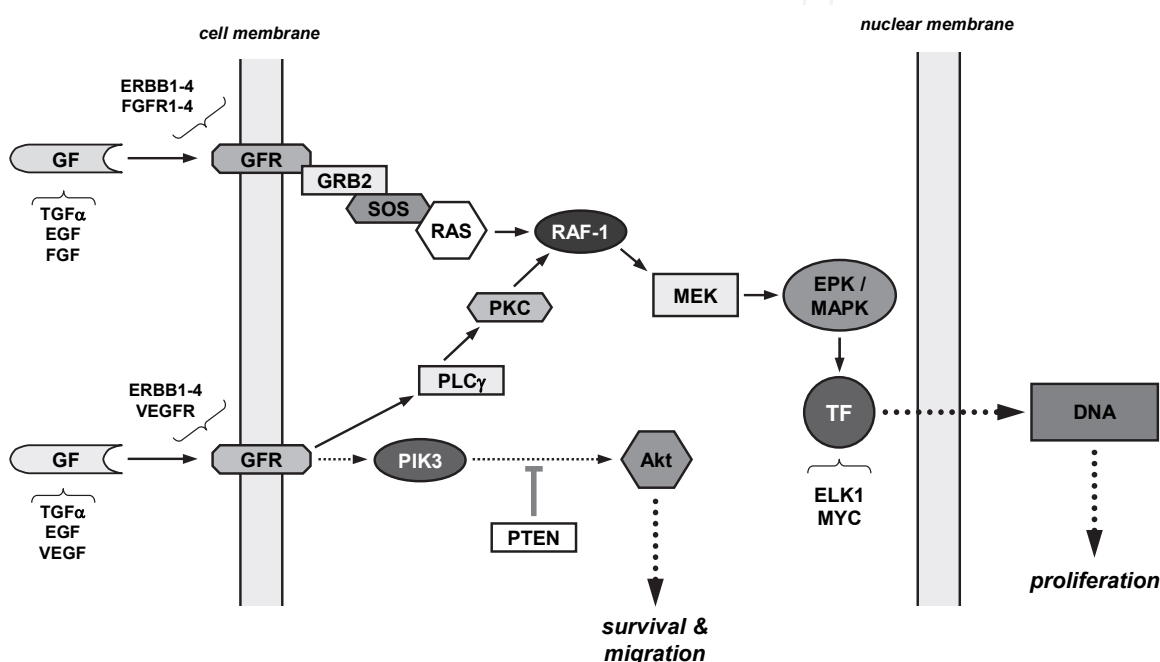 cell membrane
nuclear membrane
ERBB1-4
FGFR1-4
GF
GFR
GRB2
SOS
RAS
RAF-1
TGFα
EGF
FGF
MEK
EPK /
MAPK
PKC
PLCγ
ERBB1-4
VEGFR
TF
DNA
GF
GFR
PIK3
Akt
TGFα
EGF
VEGF
PTEN
ELK1
MYC
proliferation
survival &
migration